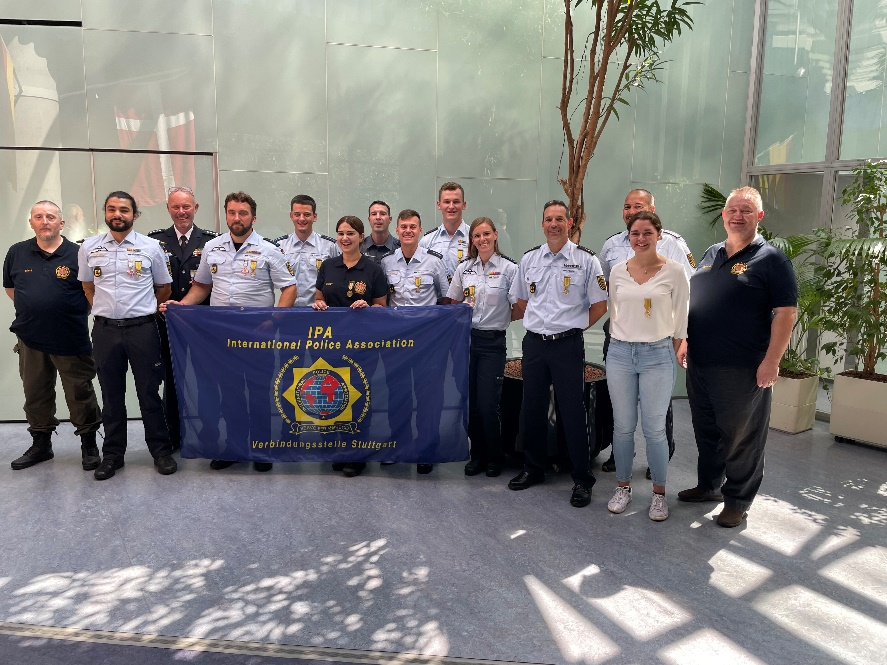 IPA
International Police Association
Verbindungsstelle Stuttgart